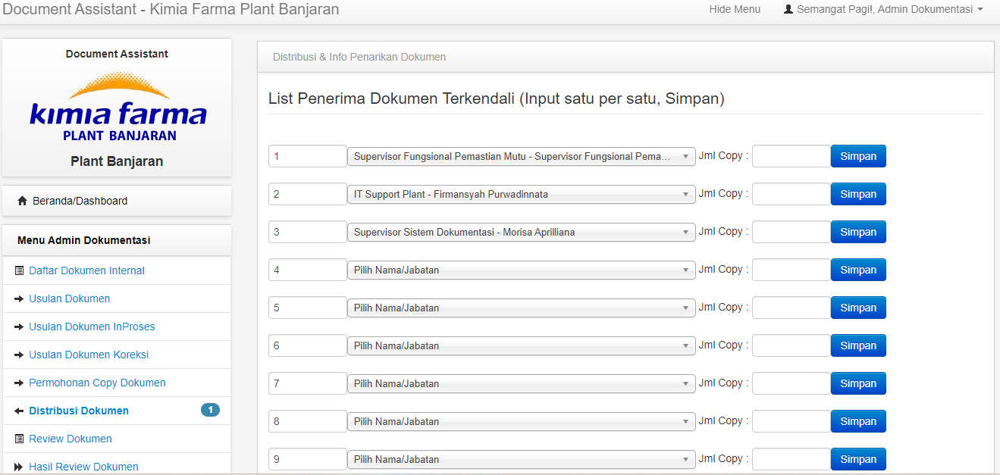 Document Assistant - Kimia Farma Plant Banjaran
Hide Menu
Semangat Pagi!, Admin Dokumentasi
Document Assistant
kimia farma
PLANT BANJARAN
Plant Banjaran
Beranda/Dashboard
Menu Admin Dokumentasi
Daftar Dokumen Internal
Usulan Dokumen
Usulan Dokumen InProses
Usulan Dokumen Koreksi
Permohonan Copy Dokumen
Distribusi Dokumen 1
Review Dokumen
Hasil Review Dokumen
Distribusi & Info Penarikan Dokumen
List Penerima Dokumen Terkendali (Input satu per satu, Simpan)
1 Supervisor Fungsional Pemastian Mutu - Supervisor Fungsional Pema... Jml Copy : Simpan
2 IT Support Plant - Firmansyah Purwadinnata Jml Copy : Simpan
3 Supervisor Sistem Dokumentasi - Morisa Aprilliana Jml Copy : Simpan
4 Pilih Nama/Jabatan Jml Copy : Simpan
5 Pilih Nama/Jabatan Jml Copy : Simpan
6 Pilih Nama/Jabatan Jml Copy : Simpan
7 Pilih Nama/Jabatan Jml Copy : Simpan
8 Pilih Nama/Jabatan Jml Copy : Simpan
9 Pilih Nama/Jabatan Jml Copy : Simpan